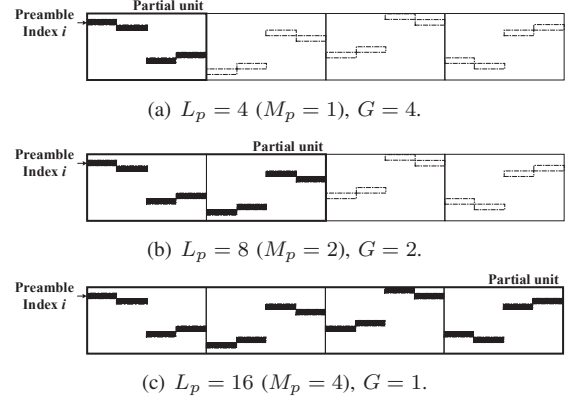 Partial unit
Preamble
Index i
(a) L_p = 4 (M_p = 1), G = 4.
Partial unit
Preamble
Index i
(b) L_p = 8 (M_p = 2), G = 2.
Partial unit
Preamble
Index i
(c) L_p = 16 (M_p = 4), G = 1.